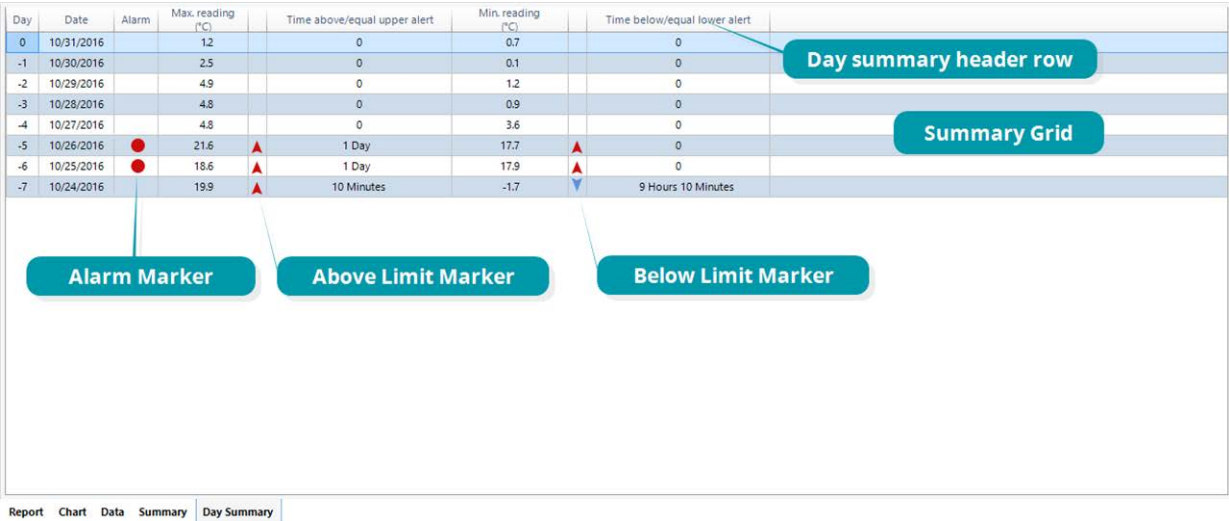 Day Date Alarm Max. reading (°C) Time above/equal upper alert Min. reading (°C) Time below/equal lower alert
0 10/31/2016 1.2 0 0.7 0
-1 10/30/2016 2.5 0 0.1 0
-2 10/29/2016 4.9 0 1.2 0
-3 10/28/2016 4.8 0 0.9 0
-4 10/27/2016 4.8 0 3.6 0
-5 10/26/2016 21.6 1 Day 17.7 0
-6 10/25/2016 18.6 1 Day 17.9 0
-7 10/24/2016 19.9 10 Minutes -1.7 9 Hours 10 Minutes
Day summary header row
Summary Grid
Alarm Marker
Above Limit Marker
Below Limit Marker
Report Chart Data Summary Day Summary